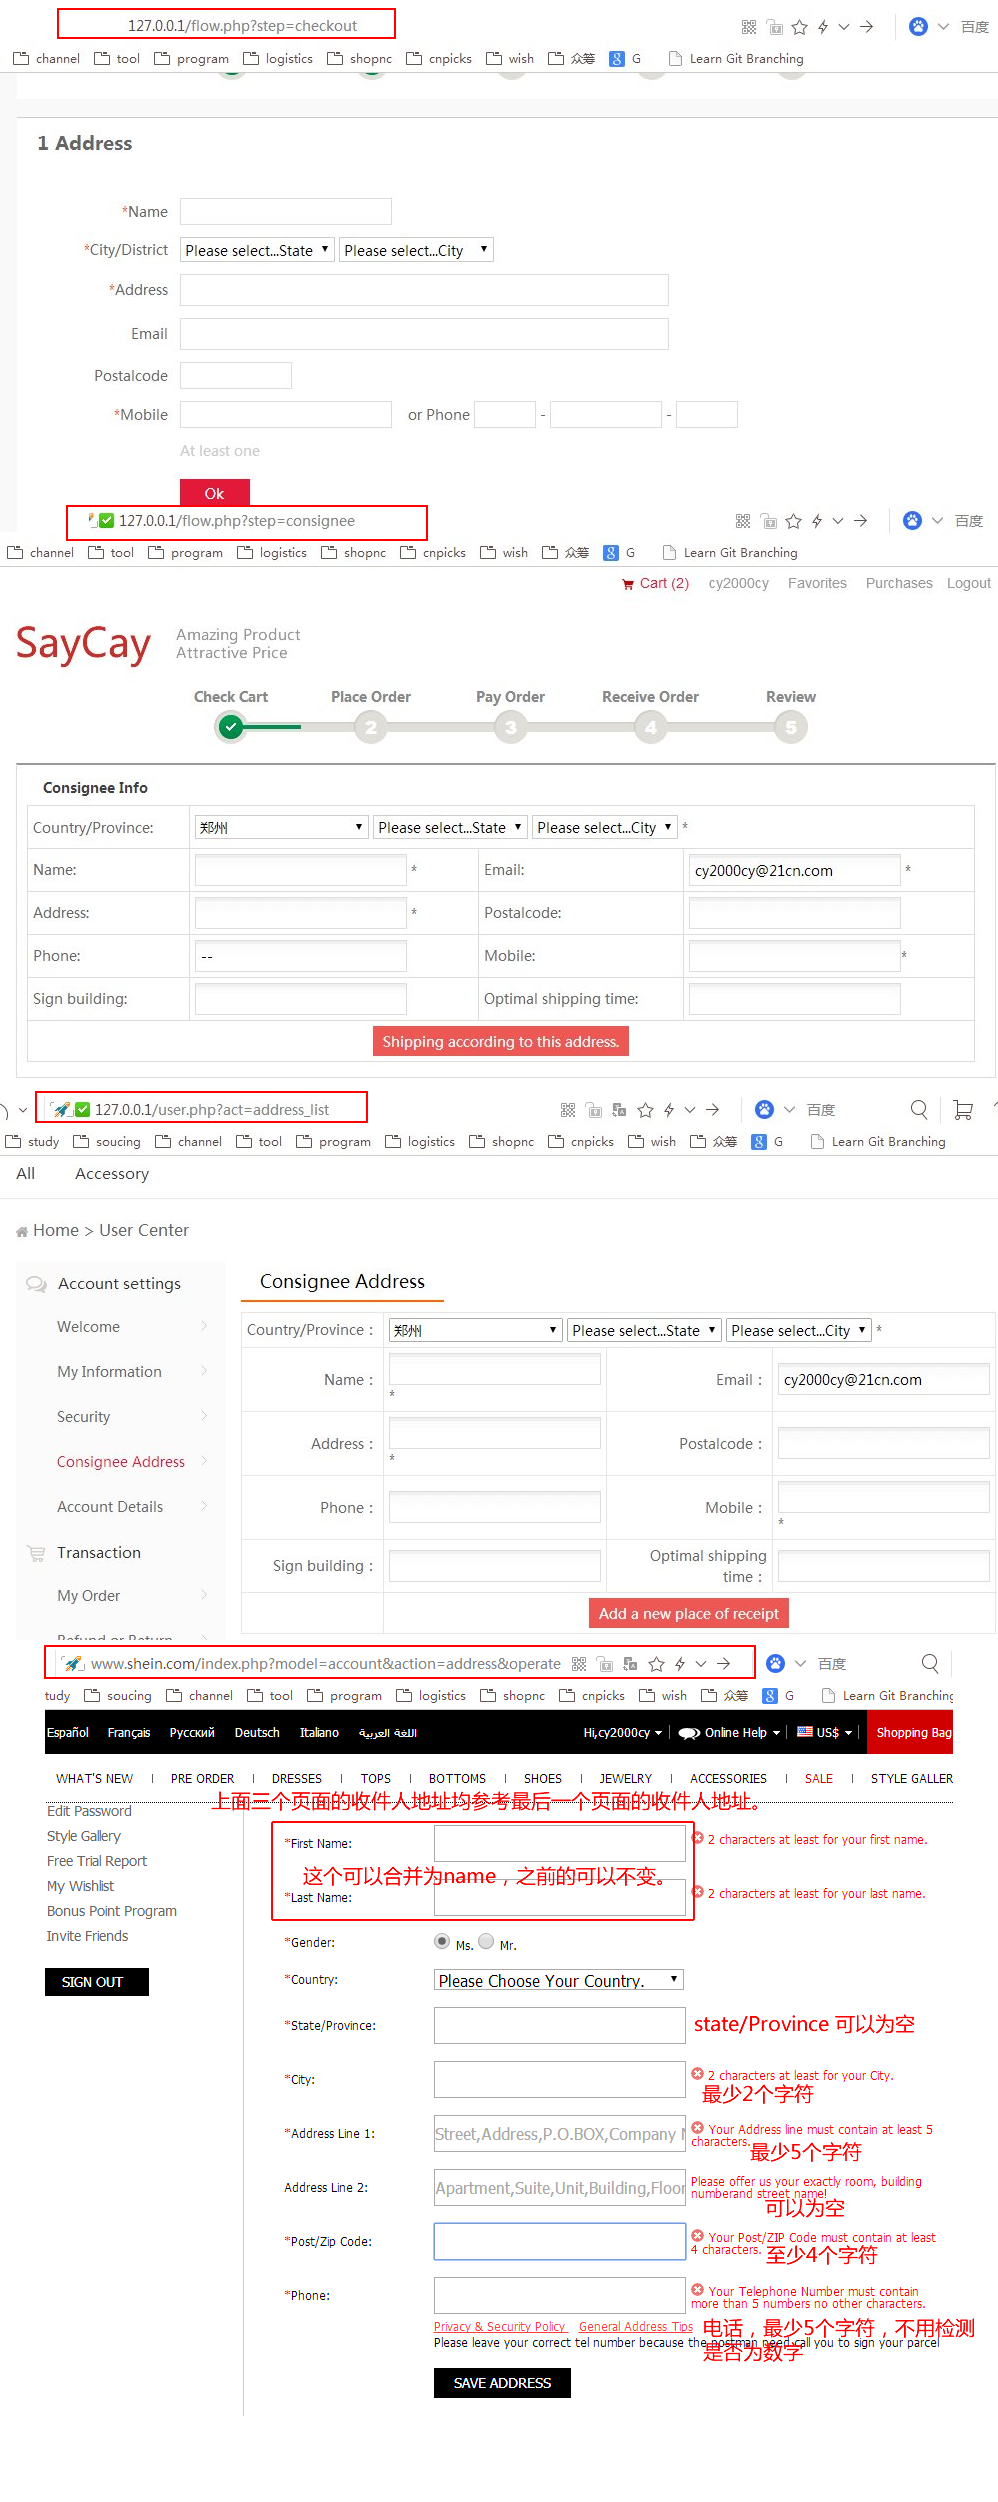 127.0.0.1/flow.php?step=checkout
百度
channel tool program logistics shopnc cnpicks wish 众筹 G Learn Git Branching
1 Address
*Name
*City/District Please select...State Please select...City
*Address
Email
Postalcode
*Mobile or Phone - -
At least one
Ok
127.0.0.1/flow.php?step=consignee
百度
channel tool program logistics shopnc cnpicks wish 众筹 G Learn Git Branching
Cart (2) cy2000cy Favorites Purchases Logout
SayCay
Amazing Product
Attractive Price
Check Cart Place Order Pay Order Receive Order Review
2 3 4 5
Consignee Info
Country/Province: 郑州 Please select...State Please select...City *
Name: * Email: cy2000cy@21cn.com *
Address: * Postalcode:
Phone: -- Mobile: *
Sign building: Optimal shipping time:
Shipping according to this address.
127.0.0.1/user.php?act=address_list
百度
study soucing channel tool program logistics shopnc cnpicks wish 众筹 G Learn Git Branching
All Accessory
Home > User Center
Account settings
Welcome
My Information
Security
Consignee Address
Account Details
Transaction
My Order
Refund or Return
Consignee Address
Country/Province : 郑州 Please select...State Please select...City *
Name : * Email : cy2000cy@21cn.com
Address : * Postalcode :
Phone : Mobile : *
Sign building : Optimal shipping time :
Add a new place of receipt
www.shein.com/index.php?model=account&action=address&operate
百度
tudy soucing channel tool program logistics shopnc cnpicks wish 众筹 G Learn Git Branching
Español Français Русский Deutsch Italiano اللغة العربية Hi,cy2000cy Online Help US$ Shopping Bag
WHAT'S NEW PRE ORDER DRESSES TOPS BOTTOMS SHOES JEWELRY ACCESSORIES SALE STYLE GALLER
上面三个页面的收件人地址均参考最后一个页面的收件人地址。
Edit Password
Style Gallery
Free Trial Report
My Wishlist
Bonus Point Program
Invite Friends
SIGN OUT
*First Name: 2 characters at least for your first name.
这个可以合并为name，之前的可以不变。
*Last Name: 2 characters at least for your last name.
*Gender: Ms. Mr.
*Country: Please Choose Your Country.
*State/Province: state/Province 可以为空
*City: 2 characters at least for your City.
最少2个字符
*Address Line 1: Street,Address,P.O.BOX,Company Your Address line must contain at least 5
characters. 最少5个字符
Address Line 2: Apartment,Suite,Unit,Building,Floor Please offer us your exactly room, building
numberand street name!
可以为空
*Post/Zip Code: Your Post/ZIP Code must contain at least
4 characters. 至少4个字符
*Phone: Your Telephone Number must contain
more than 5 numbers no other characters.
Privacy & Security Policy General Address Tips 电话，最少5个字符，不用检测
Please leave your correct tel number because the postman need call you to sign your parcel
是否为数字
SAVE ADDRESS